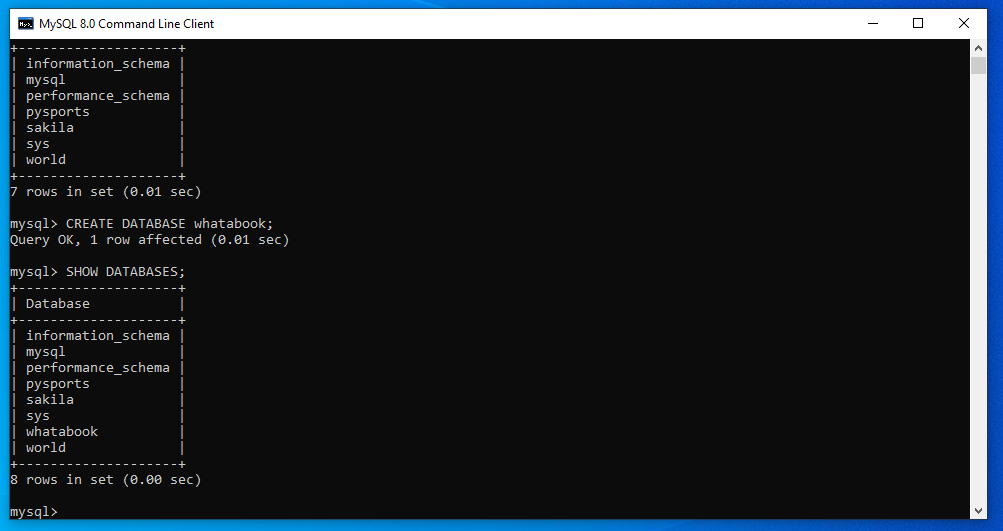 MySQL 8.0 Command Line Client
+--------------------+
| information_schema |
| mysql              |
| performance_schema |
| pysports           |
| sakila             |
| sys                |
| world              |
+--------------------+
7 rows in set (0.01 sec)
mysql> CREATE DATABASE whatabook;
Query OK, 1 row affected (0.01 sec)
mysql> SHOW DATABASES;
+--------------------+
| Database           |
+--------------------+
| information_schema |
| mysql              |
| performance_schema |
| pysports           |
| sakila             |
| sys                |
| whatabook          |
| world              |
+--------------------+
8 rows in set (0.00 sec)
mysql>